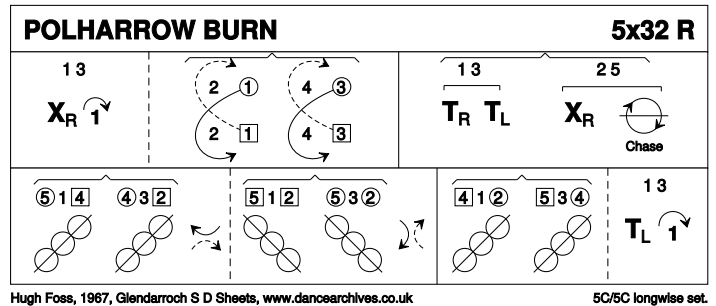 POLHARROW BURN 5x32 R
1 3
X R 1
2 1 4 3
2 1 4 3
1 3 2 5
T R T L X R
Chase
5 1 4 4 3 2 5 1 2 5 3 2 4 1 2 5 3 4
1 3
T L 1
Hugh Foss, 1967, Glendarroch S D Sheets, www.dancearchives.co.uk 5C/5C longwise set.